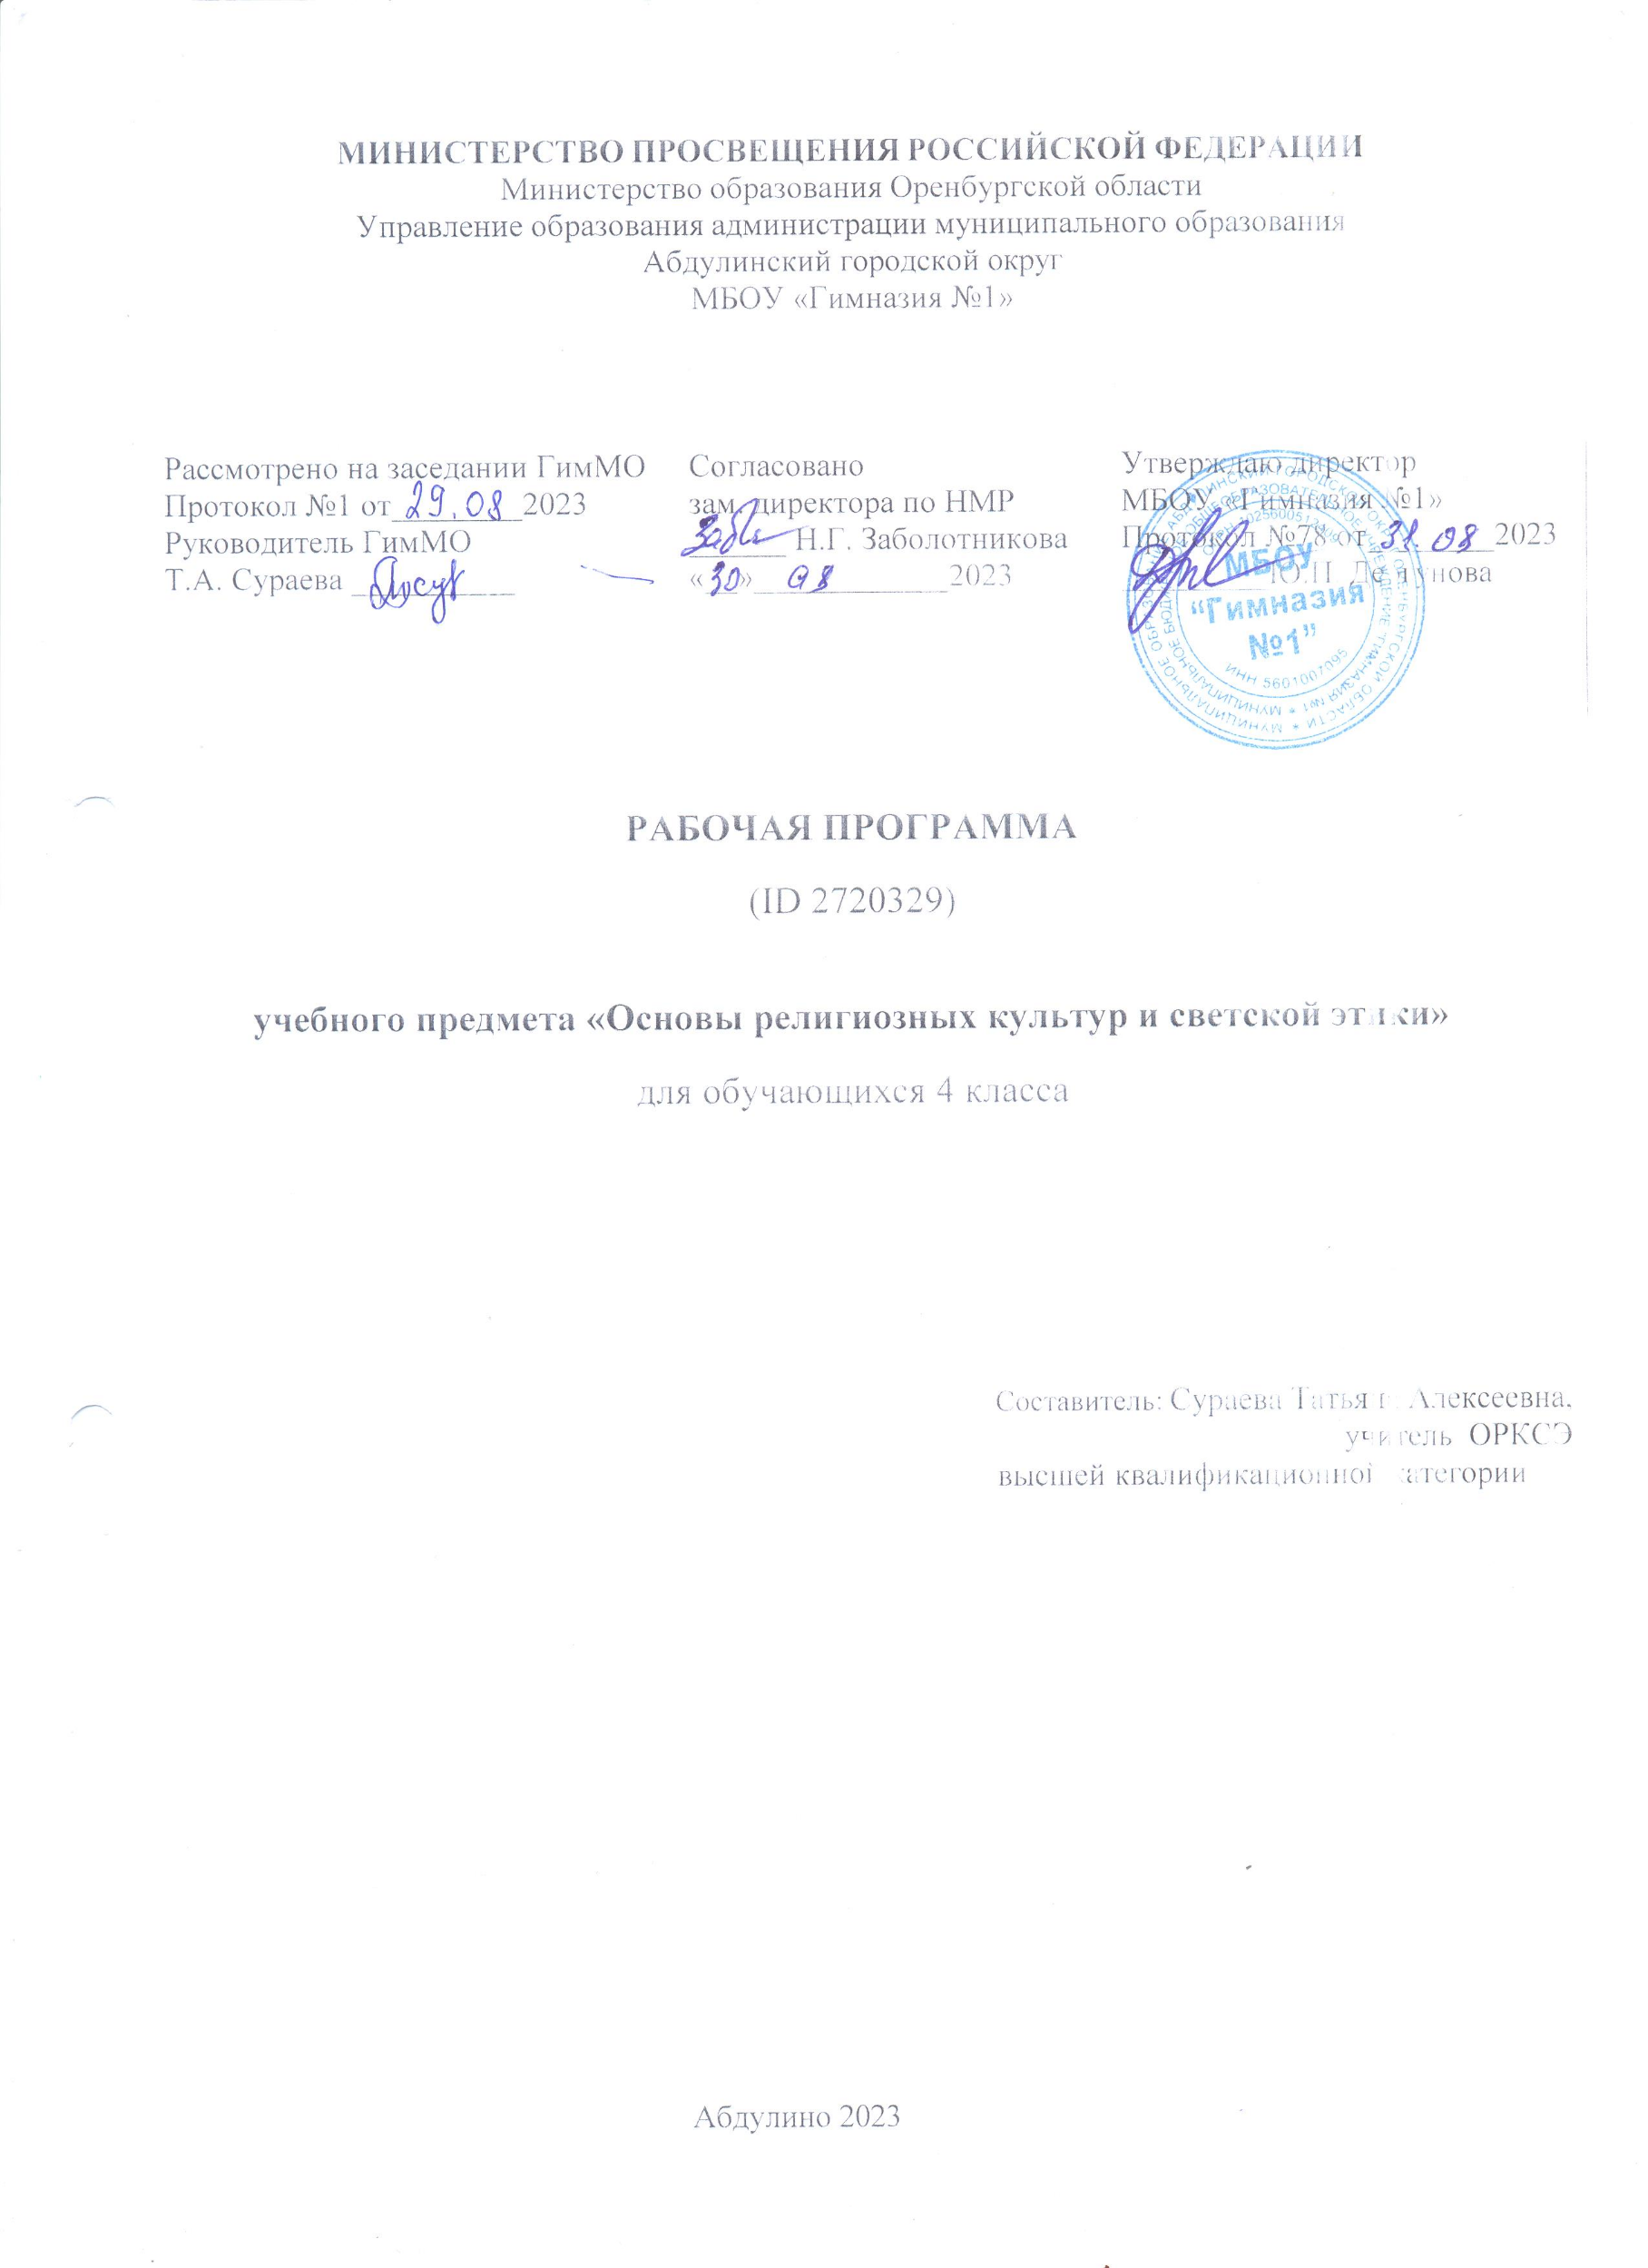 МИНИСТЕРСТВО ПРОСВЕЩЕНИЯ РОССИЙСКОЙ ФЕДЕРАЦИИ
Министерство образования Оренбургской области
Управление образования администрации муниципального образования
Абдулинский городской округ
МБОУ «Гимназия №1»
Рассмотрено на заседании ГимМО
Протокол №1 от 29.08 2023
Руководитель ГимМО
Т.А. Сураева
Согласовано
зам. директора по НМР
Н.Г. Заболотникова
«30» 08 2023
Утверждаю директор
МБОУ «Гимназия №1»
Протокол №78 от 31.08 2023
Ю.П.
МБОУ
“Гимназия
№1”
ИНН 5601007095
РАБОЧАЯ ПРОГРАММА
(ID 2720329)
учебного предмета «Основы религиозных культур и светской этики»
для обучающихся 4 класса
Составитель: Сураева Татьяна Алексеевна,
учитель ОРКСЭ
высшей квалификационной категории
Абдулино 2023